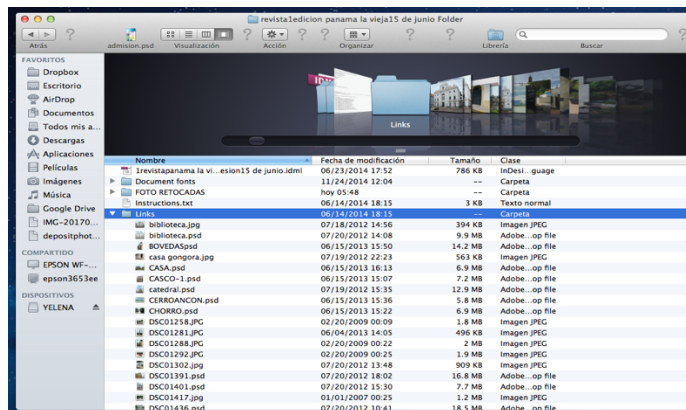 revista1edicion panama la vieja15 de junio Folder
?
?
?
?
?
?
?
Atrás
admision.psd
Visualización
Acción
Organizar
Librería
Buscar
FAVORITOS
Dropbox
Escritorio
AirDrop
Documentos
Todos mis a...
Descargas
Aplicaciones
Películas
Imágenes
Música
Google Drive
IMG-20170...
depositphot...
COMPARTIDO
EPSON WF-...
epson3653ee
DISPOSITIVOS
YELENA
Links
Nombre Fecha de modificación Tamaño Clase
1revistapanama la vi...esion15 de junio.idml 06/23/2014 17:52 786 KB InDesi...guage
Document fonts 11/24/2014 12:04 -- Carpeta
FOTO RETOCADAS hoy 05:48 -- Carpeta
Instructions.txt 06/14/2014 18:15 3 KB Texto normal
Links 06/14/2014 18:15 -- Carpeta
biblioteca.jpg 07/18/2012 14:56 394 KB Imagen JPEG
biblioteca.psd 07/20/2012 14:08 9.9 MB Adobe...op file
BOVEDASpsd 06/15/2013 15:50 14.2 MB Adobe...op file
casa gongora.jpg 07/19/2012 22:23 563 KB Imagen JPEG
CASA.psd 06/15/2013 16:13 6.9 MB Adobe...op file
CASCO-1.psd 06/15/2013 15:07 7.2 MB Adobe...op file
catedral.psd 07/19/2012 15:35 12.9 MB Adobe...op file
CERROANCON.psd 06/15/2013 15:36 5.8 MB Adobe...op file
CHORRO.psd 06/15/2013 15:22 6.9 MB Adobe...op file
DSC01258.JPG 02/20/2009 00:09 1.8 MB Imagen JPEG
DSC01281.JPG 06/04/2013 14:05 496 KB Imagen JPEG
DSC01288.JPG 02/20/2009 00:22 2 MB Imagen JPEG
DSC01292.JPG 02/20/2009 00:25 1.9 MB Imagen JPEG
DSC01302.jpg 07/20/2012 13:48 909 KB Imagen JPEG
DSC01391.psd 07/20/2012 18:02 16.8 MB Adobe...op file
DSC01401.psd 07/20/2012 15:30 7.7 MB Adobe...op file
DSC01417.jpg 01/01/2007 00:25 1.2 MB Imagen JPEG
DSC01436.psd 07/20/2012 10:41 18.5 MB Adobe...op file